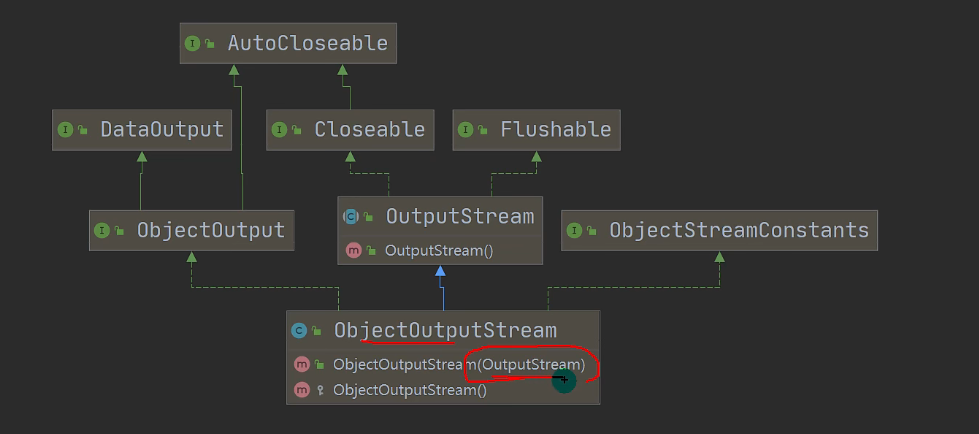 AutoCloseable
DataOutput
Closeable
Flushable
ObjectOutput
OutputStream
OutputStream()
ObjectStreamConstants
ObjectOutputStream
ObjectOutputStream(OutputStream)
ObjectOutputStream()